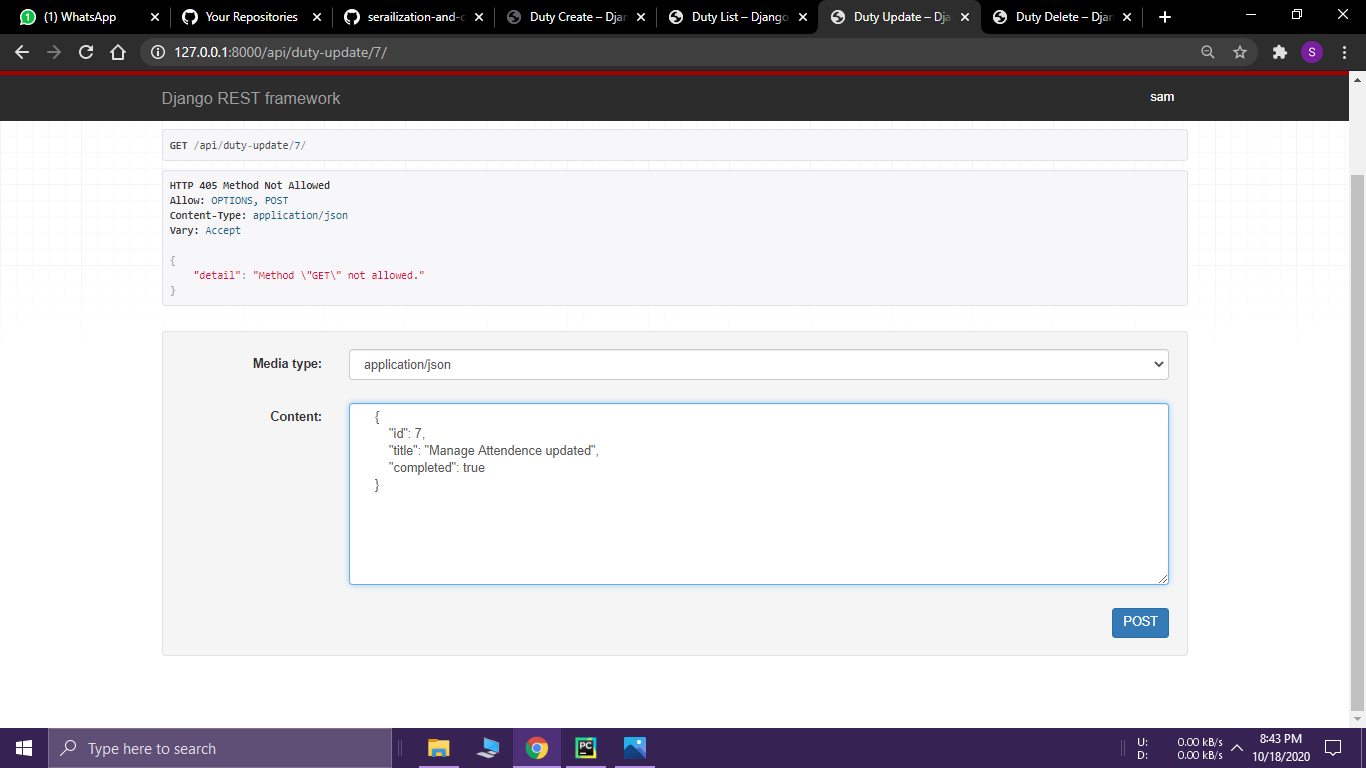 (1) WhatsApp
Your Repositories
serailization-and-c
Duty Create – Djan
Duty List – Django
Duty Update – Dja
Duty Delete – Djan
127.0.0.1:8000/api/duty-update/7/
S
Django REST framework
sam
GET /api/duty-update/7/
HTTP 405 Method Not Allowed
Allow: OPTIONS, POST
Content-Type: application/json
Vary: Accept
{
"detail": "Method \"GET\" not allowed."
}
Media type:
application/json
Content:
{
"id": 7,
"title": "Manage Attendence updated",
"completed": true
}
POST
Type here to search
PC
U: 0.00 kB/s
D: 0.00 kB/s
8:43 PM
10/18/2020